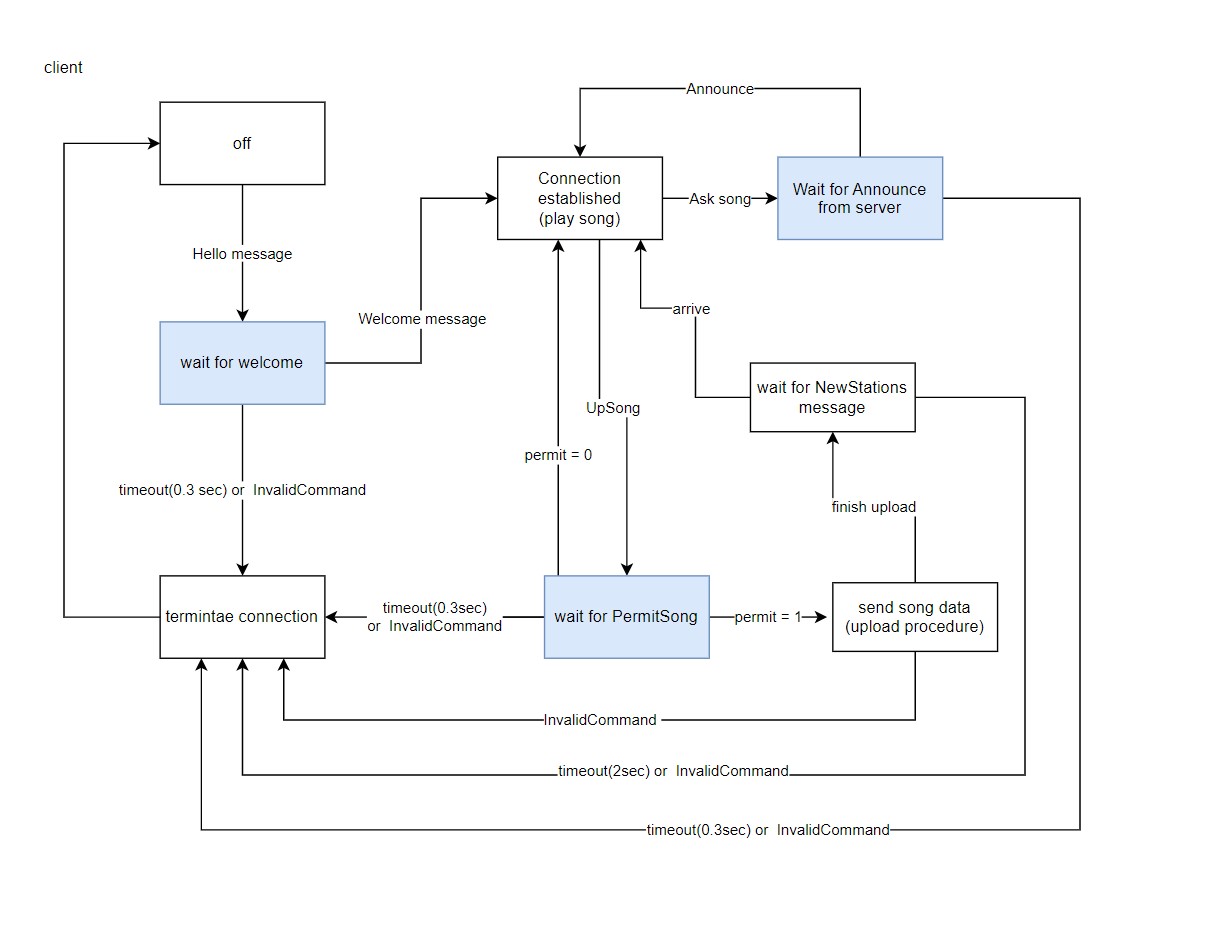 client
Announce
off
Connection
established
(play song)
Ask song
Wait for Announce
from server
Hello message
Welcome message
arrive
wait for welcome
wait for NewStations
message
UpSong
permit = 0
timeout(0.3 sec) or  InvalidCommand
finish upload
termintae connection
timeout(0.3sec)
or  InvalidCommand
wait for PermitSong
permit = 1
send song data
(upload procedure)
InvalidCommand
timeout(2sec) or  InvalidCommand
timeout(0.3sec) or  InvalidCommand